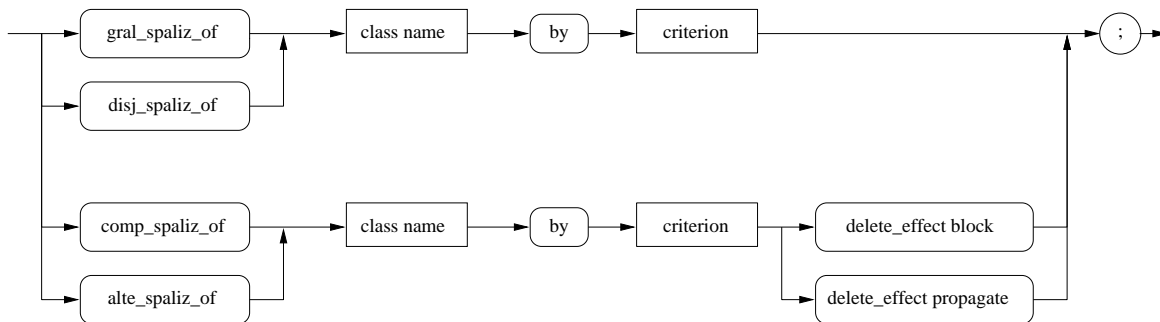 gral_spaliz_of class name by criterion ;
disj_spaliz_of
comp_spaliz_of class name by criterion delete_effect block
alte_spaliz_of delete_effect propagate